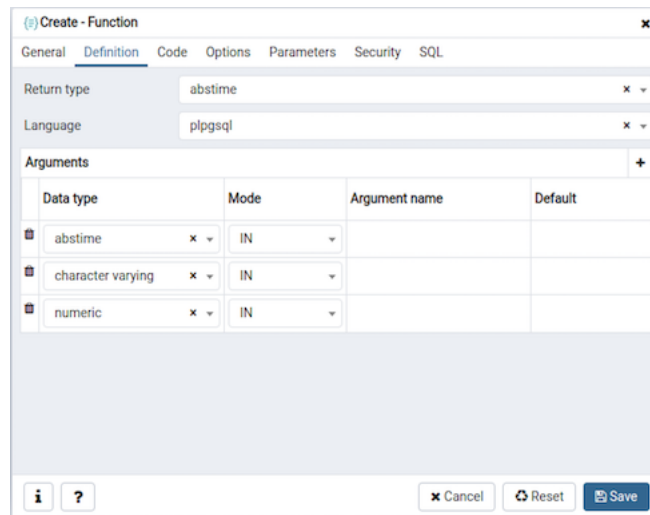 Create - Function
General Definition Code Options Parameters Security SQL
Return type abstime
Language plpgsql
Arguments
Data type Mode Argument name Default
abstime IN
character varying IN
numeric IN
i ? Cancel Reset Save